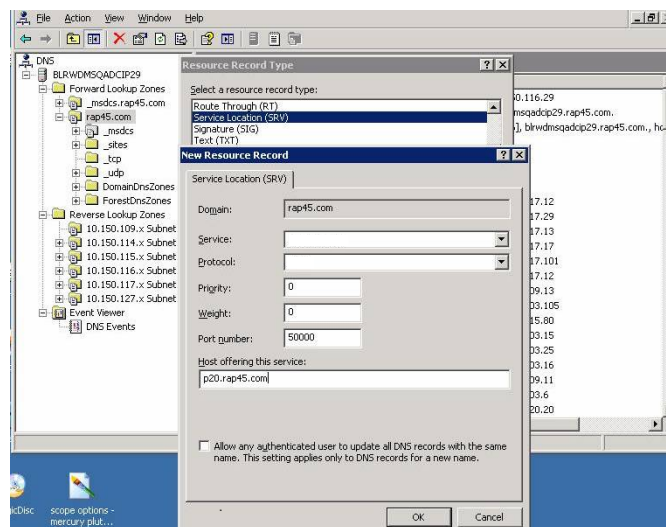 File Action View Window Help
DNS
BLRWDMSQADCIP29
Forward Lookup Zones
_msdcs.rap45.com
rap45.com
_msdcs
_sites
_tcp
_udp
DomainDnsZones
ForestDnsZones
Reverse Lookup Zones
10.150.109.x Subnet
10.150.114.x Subnet
10.150.115.x Subnet
10.150.116.x Subnet
10.150.117.x Subnet
10.150.127.x Subnet
Event Viewer
DNS Events
Resource Record Type
Select a resource record type:
Route Through (RT)
Service Location (SRV)
Signature (SIG)
Text (TXT)
New Resource Record
Service Location (SRV)
Domain: rap45.com
Service:
Protocol:
Priority: 0
Weight: 0
Port number: 50000
Host offering this service:
p20.rap45.com
Allow any authenticated user to update all DNS records with the same
name. This setting applies only to DNS records for a new name.
OK Cancel
0.116.29
msqadcip29.rap45.com.
], blrwdmsqadcip29.rap45.com., ho
17.12
17.29
17.13
17.17
17.101
17.12
09.13
03.105
15.80
03.15
03.25
03.16
09.11
03.6
20.20
icDisc
scope options -
mercury plut...